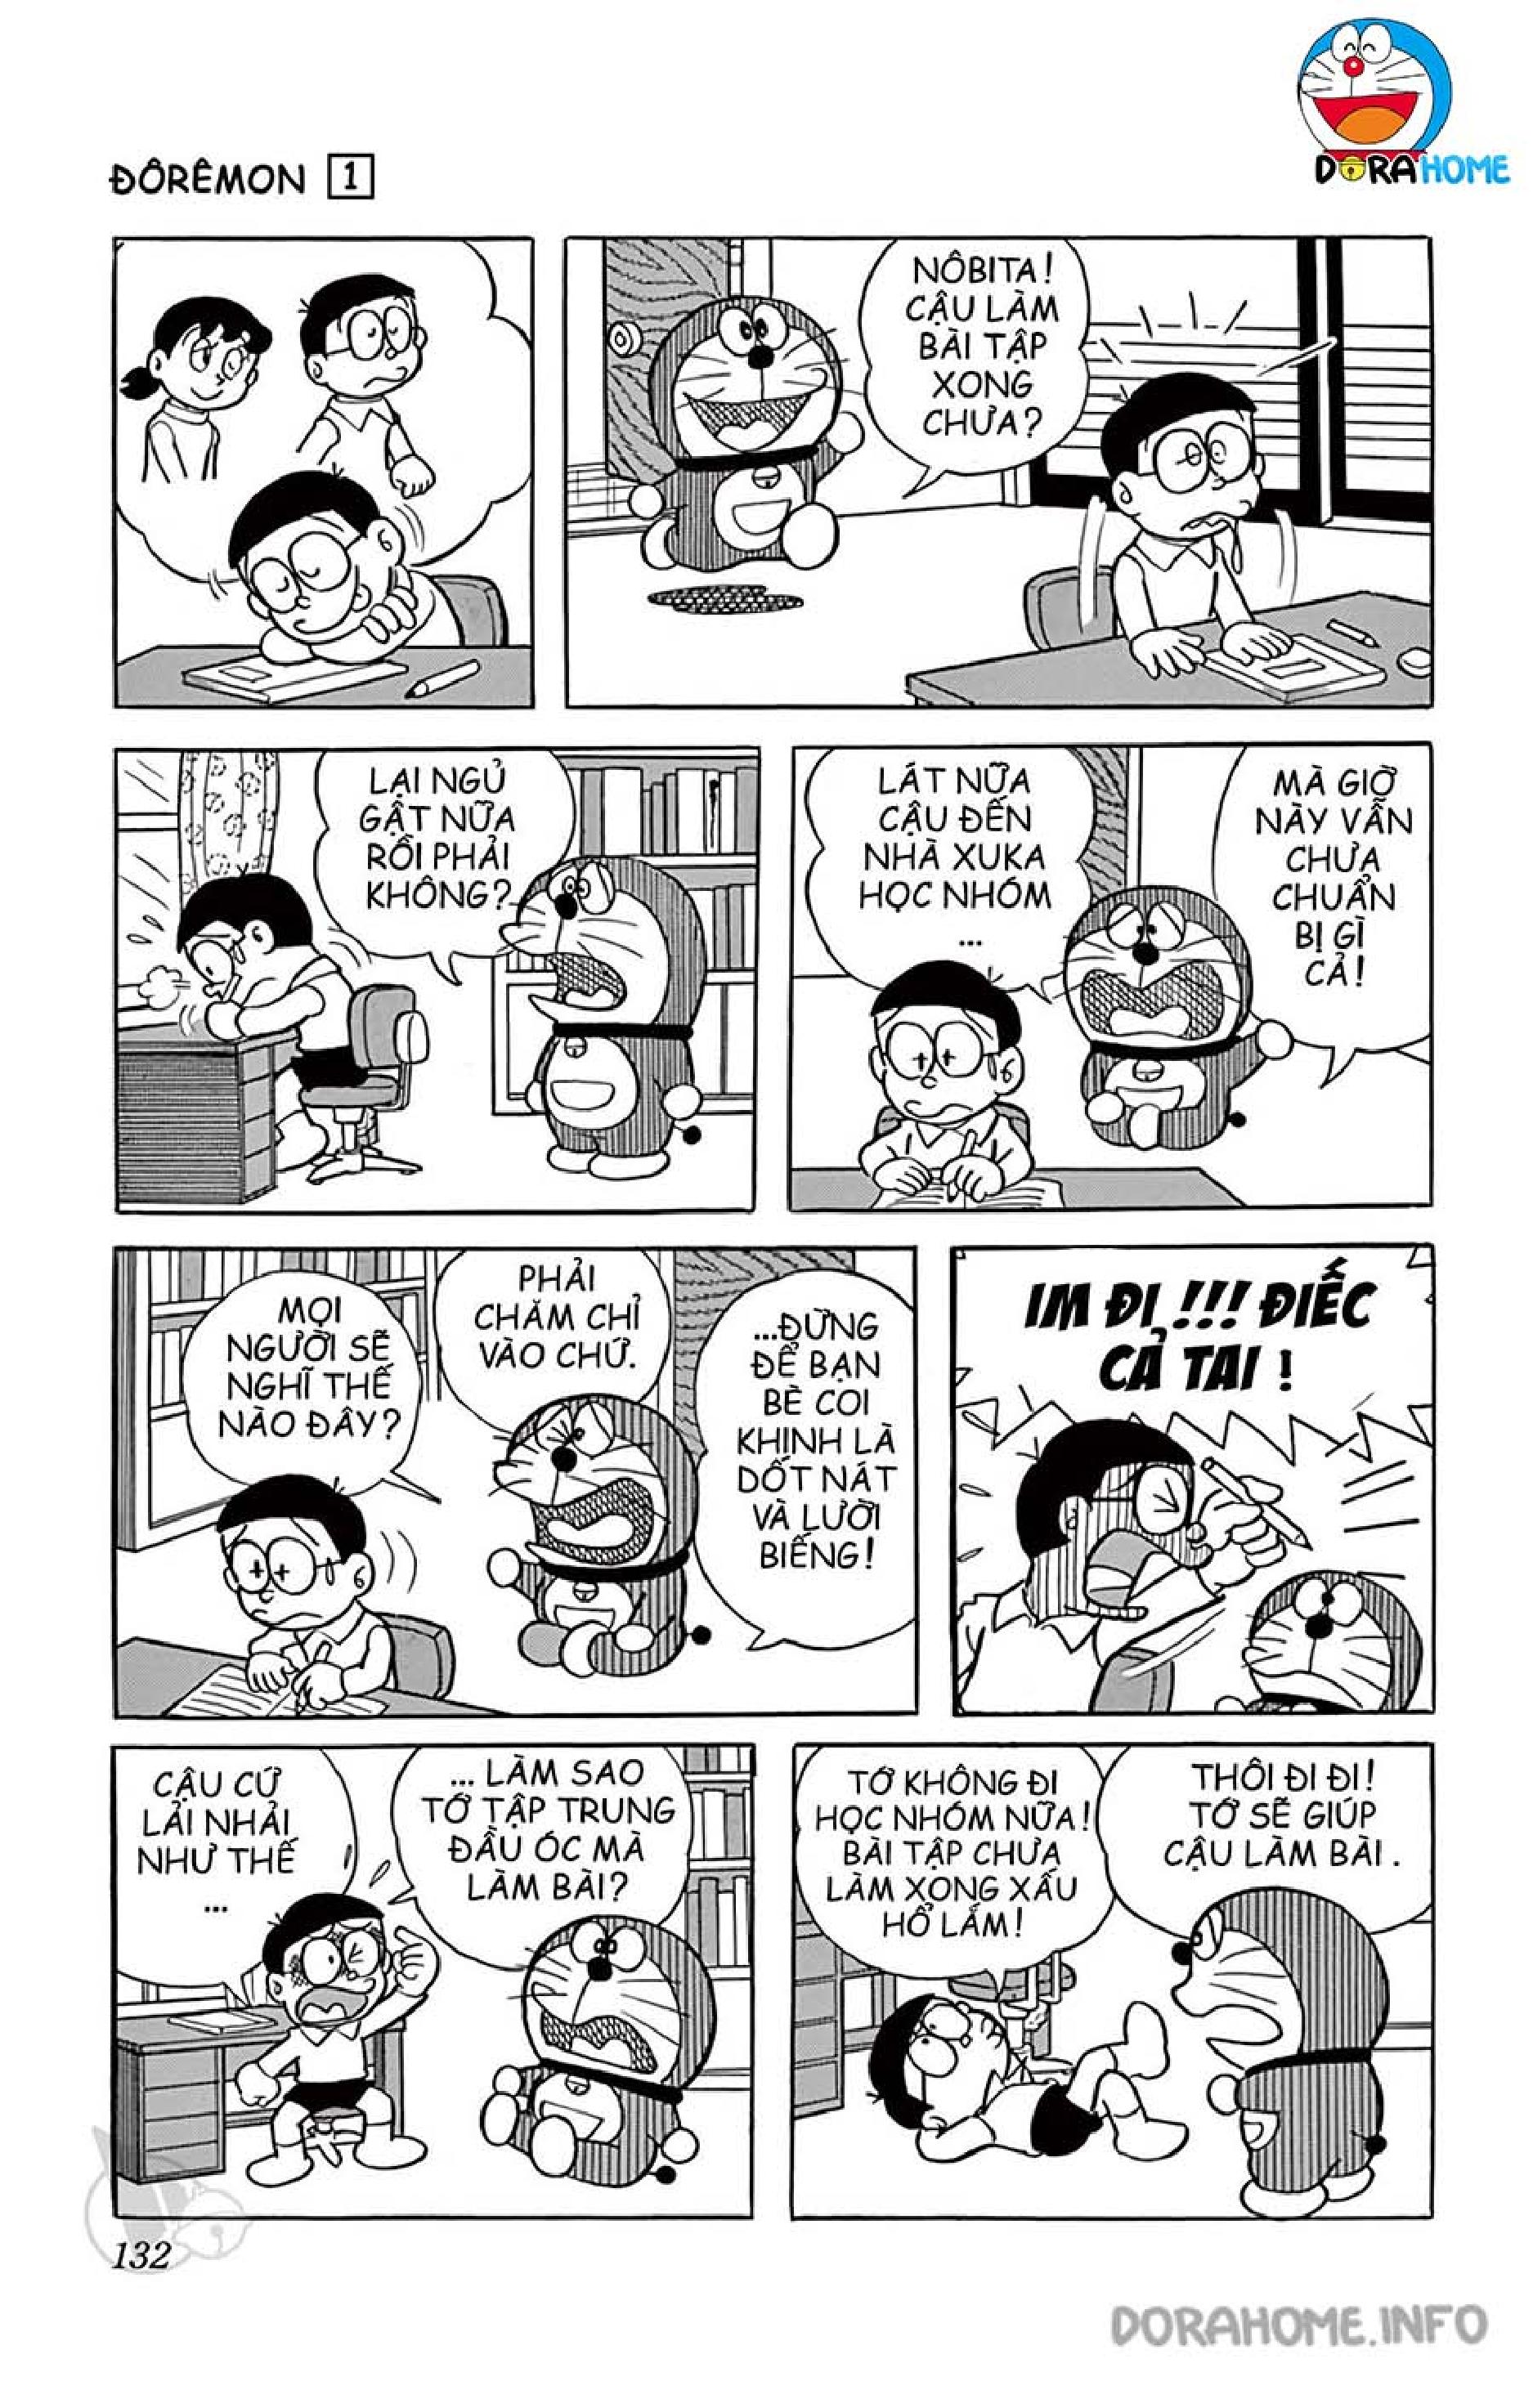 DORAHOME
ĐÔRÊMON 1
NÔBITA!
CẬU LÀM
BÀI TẬP
XONG
CHƯA?
LẠI NGỦ
GẬT NỮA
RỒI PHẢI
KHÔNG?
LÁT NỮA
CẬU ĐẾN
NHÀ XUKA
HỌC NHÓM
...
MÀ GIỜ
NÀY VẪN
CHƯA
CHUẨN
BỊ GÌ
CẢ!
MỌI
NGƯỜI SẼ
NGHĨ THẾ
NÀO ĐÂY?
PHẢI
CHĂM CHỈ
VÀO CHỨ.
...ĐỪNG
ĐỂ BẠN
BÈ COI
KHINH LÀ
DỐT NÁT
VÀ LƯỜI
BIẾNG!
IM ĐI!!! ĐIẾC
CẢ TAI!
CẬU CỨ
LẢI NHẢI
NHƯ THẾ
...
... LÀM SAO
TỚ TẬP TRUNG
ĐẦU ÓC MÀ
LÀM BÀI?
TỚ KHÔNG ĐI
HỌC NHÓM NỮA!
BÀI TẬP CHƯA
LÀM XONG XẤU
HỔ LẮM!
THÔI ĐI ĐI!
TỚ SẼ GIÚP
CẬU LÀM BÀI.
132
DORAHOME.INFO